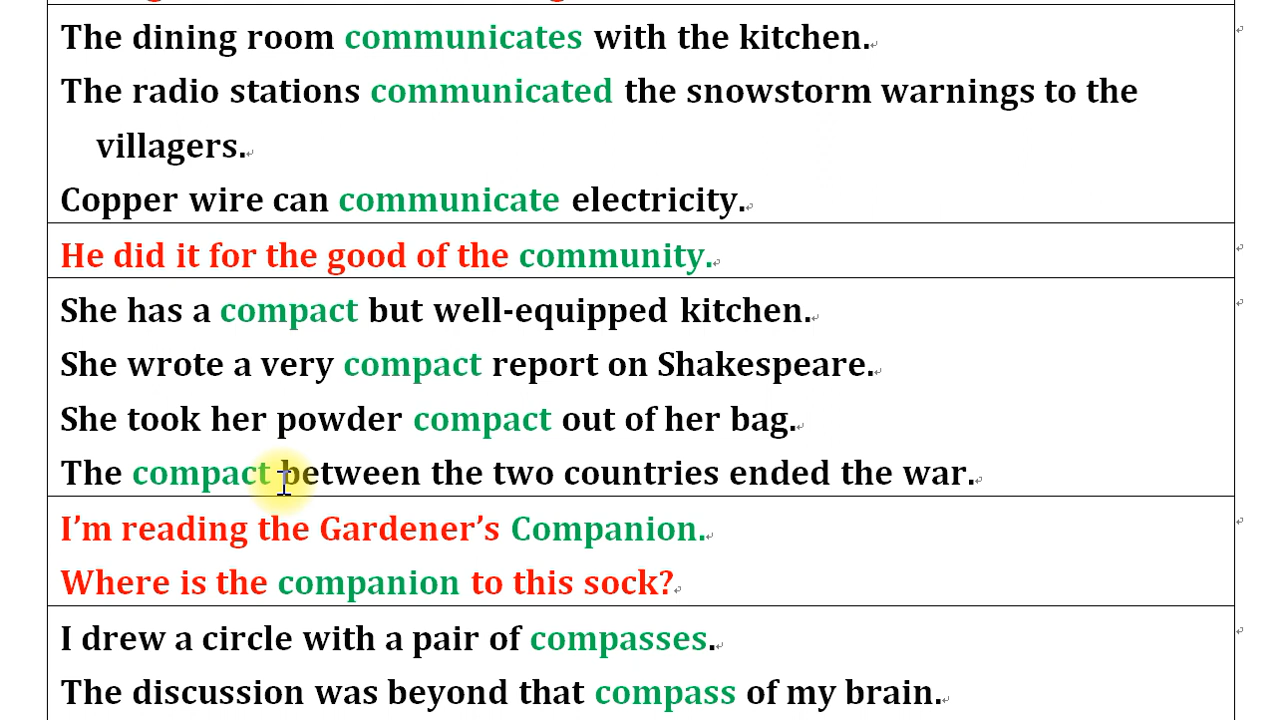 The dining room communicates with the kitchen.
The radio stations communicated the snowstorm warnings to the
villagers.
Copper wire can communicate electricity.
He did it for the good of the community.
She has a compact but well-equipped kitchen.
She wrote a very compact report on Shakespeare.
She took her powder compact out of her bag.
The compact between the two countries ended the war.
I'm reading the Gardener's Companion.
Where is the companion to this sock?
I drew a circle with a pair of compasses.
The discussion was beyond that compass of my brain.